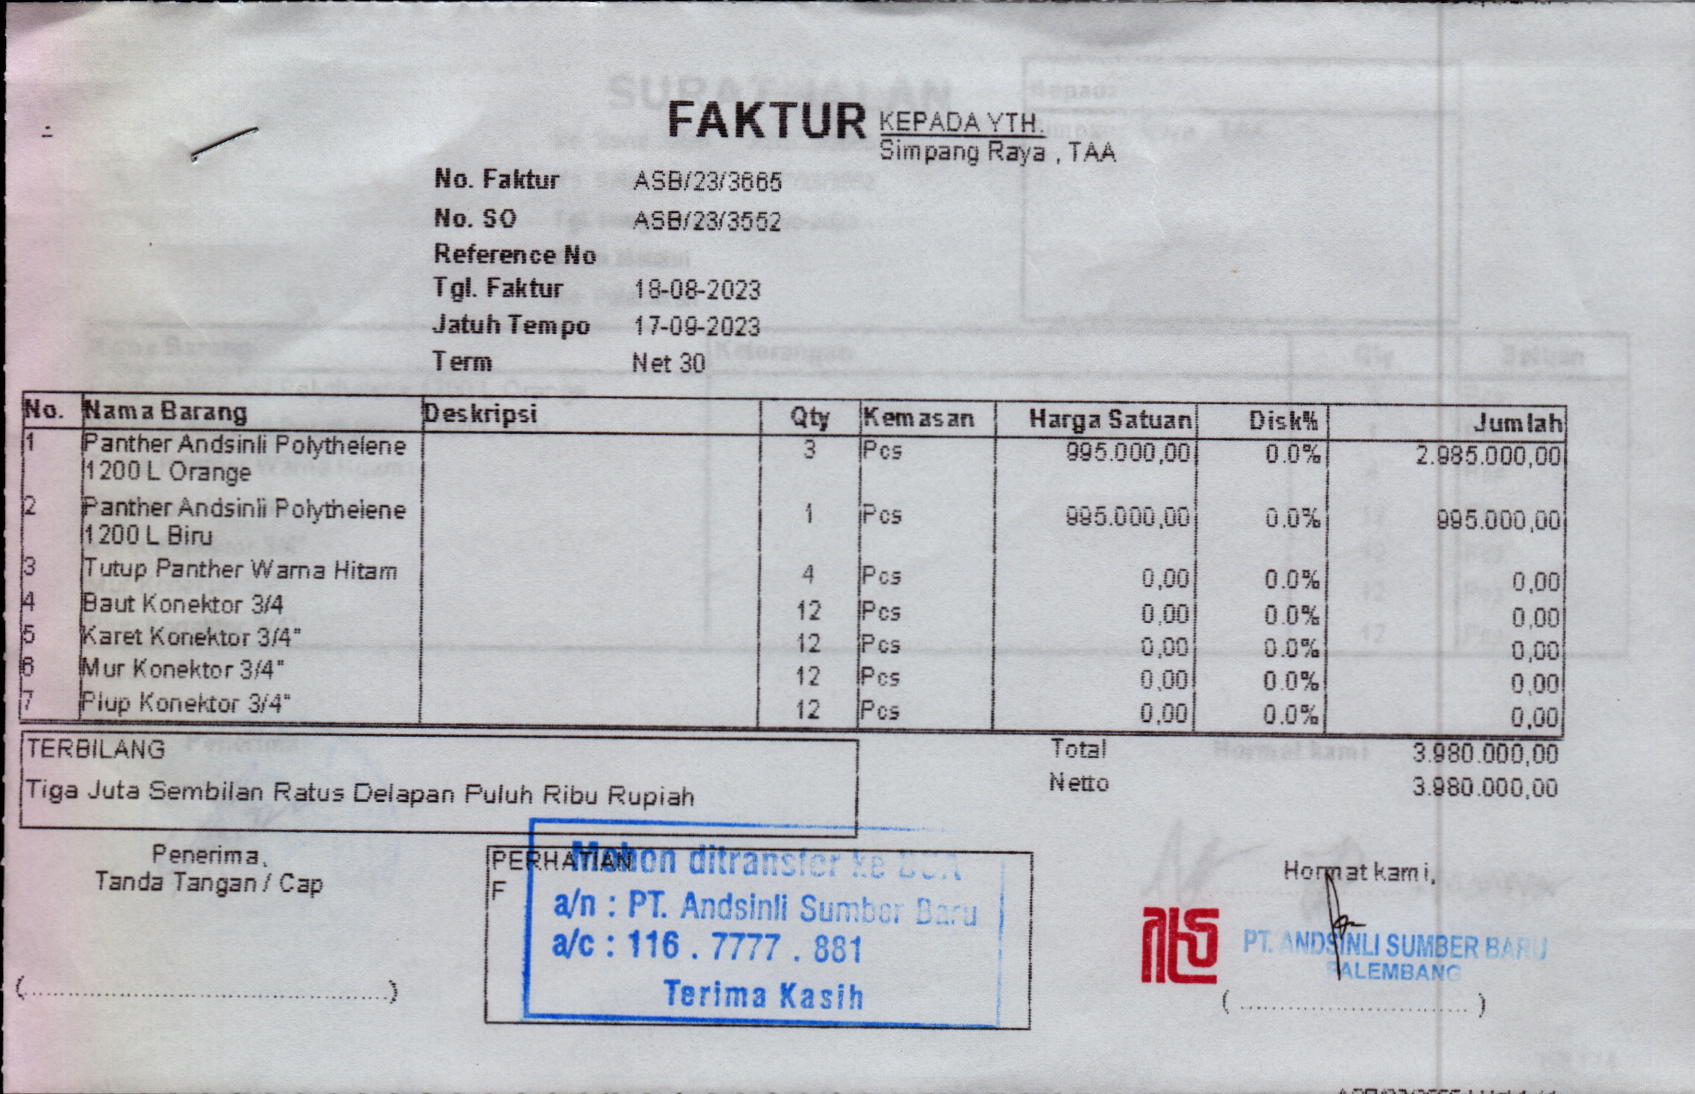 FAKTUR
KEPADA YTH.
Simpang Raya , TAA
No. Faktur ASB/23/3665
No. SO ASB/23/3552
Reference No
Tgl. Faktur 18-08-2023
Jatuh Tempo 17-09-2023
Term Net 30
No. Nama Barang Deskripsi Qty Kemasan Harga Satuan Disk% Jumlah
1 Panther Andsinli Polythelene 3 Pcs 995.000,00 0.0% 2.985.000,00
1200 L Orange
2 Panther Andsinli Polythelene 1 Pcs 995.000,00 0.0% 995.000,00
1200 L Biru
3 Tutup Panther Warna Hitam 4 Pcs 0,00 0.0% 0,00
4 Baut Konektor 3/4 12 Pcs 0,00 0.0% 0,00
5 Karet Konektor 3/4" 12 Pcs 0,00 0.0% 0,00
6 Mur Konektor 3/4" 12 Pcs 0,00 0.0% 0,00
7 Plup Konektor 3/4" 12 Pcs 0,00 0.0% 0,00
TERBILANG
Tiga Juta Sembilan Ratus Delapan Puluh Ribu Rupiah
Total 3.980.000,00
Netto 3.980.000,00
Penerima,
Tanda Tangan / Cap
PERHATIAN
F
Mohon ditransfer ke BCA
a/n : PT. Andsinli Sumber Baru
a/c : 116 . 7777 . 881
Terima Kasih
Hormat kami,
PT. ANDSINLI SUMBER BARU
PALEMBANG